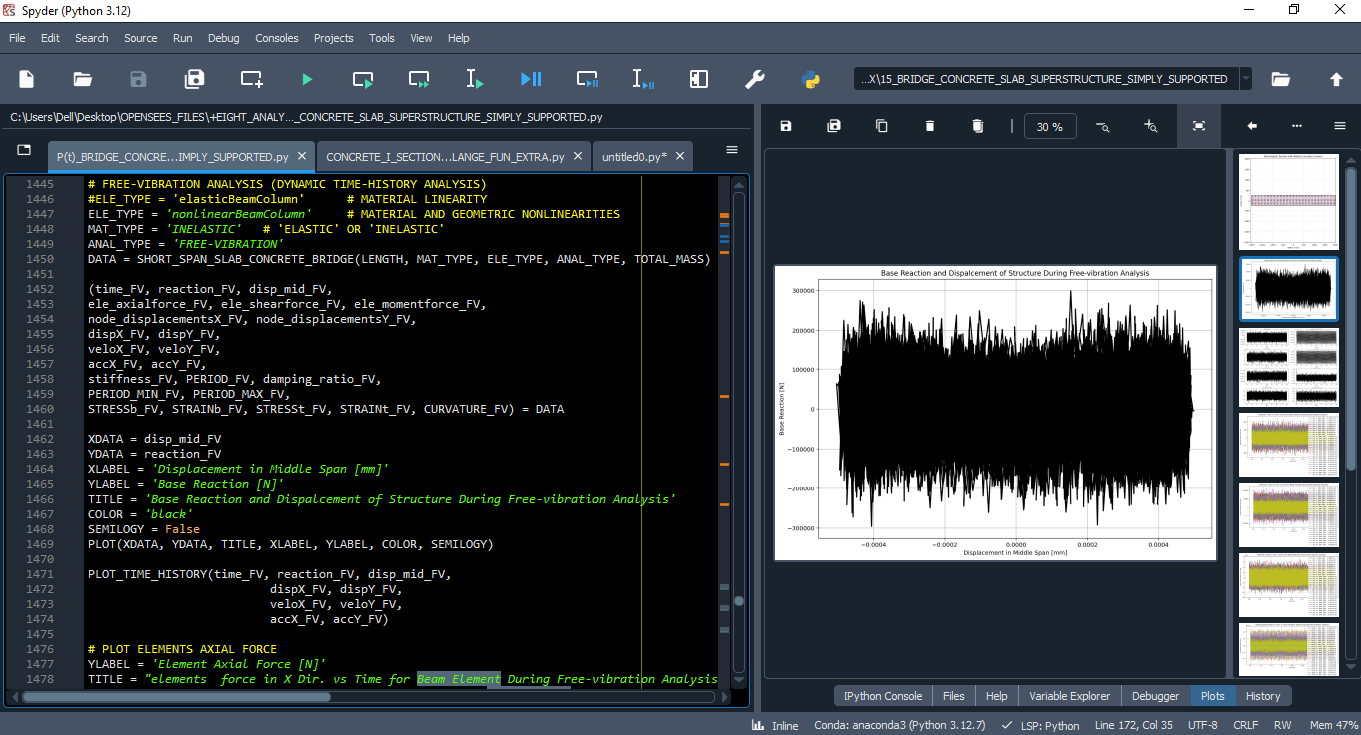 Spyder (Python 3.12)
File Edit Search Source Run Debug Consoles Projects Tools View Help
...X\15_BRIDGE_CONCRETE_SLAB_SUPERSTRUCTURE_SIMPLY_SUPPORTED
C:\Users\Dell\Desktop\OPENSEES_FILES\+EIGHT_ANALY..._CONCRETE_SLAB_SUPERSTRUCTURE_SIMPLY_SUPPORTED.py
P(t)_BRIDGE_CONCRE...IMPLY_SUPPORTED.py CONCRETE_I_SECTION...LANGE_FUN_EXTRA.py untitled0.py*
1445 # FREE-VIBRATION ANALYSIS (DYNAMIC TIME-HISTORY ANALYSIS)
1446 #ELE_TYPE = 'elasticBeamColumn' # MATERIAL LINEARITY
1447 ELE_TYPE = 'nonlinearBeamColumn' # MATERIAL AND GEOMETRIC NONLINEARITIES
1448 MAT_TYPE = 'INELASTIC' # 'ELASTIC' OR 'INELASTIC'
1449 ANAL_TYPE = 'FREE-VIBRATION'
1450 DATA = SHORT_SPAN_SLAB_CONCRETE_BRIDGE(LENGTH, MAT_TYPE, ELE_TYPE, ANAL_TYPE, TOTAL_MASS)
1451
1452 (time_FV, reaction_FV, disp_mid_FV,
1453 ele_axialforce_FV, ele_shearforce_FV, ele_momentforce_FV,
1454 node_displacementsX_FV, node_displacementsY_FV,
1455 dispX_FV, dispY_FV,
1456 veloX_FV, veloY_FV,
1457 accX_FV, accY_FV,
1458 stiffness_FV, PERIOD_FV, damping_ratio_FV,
1459 PERIOD_MIN_FV, PERIOD_MAX_FV,
1460 STRESSb_FV, STRAINb_FV, STRESSt_FV, STRAINt_FV, CURVATURE_FV) = DATA
1461
1462 XDATA = disp_mid_FV
1463 YDATA = reaction_FV
1464 XLABEL = 'Displacement in Middle Span [mm]'
1465 YLABEL = 'Base Reaction [N]'
1466 TITLE = 'Base Reaction and Dispalcement of Structure During Free-vibration Analysis'
1467 COLOR = 'black'
1468 SEMILOGY = False
1469 PLOT(XDATA, YDATA, TITLE, XLABEL, YLABEL, COLOR, SEMILOGY)
1470
1471 PLOT_TIME_HISTORY(time_FV, reaction_FV, disp_mid_FV,
1472 dispX_FV, dispY_FV,
1473 veloX_FV, veloY_FV,
1474 accX_FV, accY_FV)
1475
1476 # PLOT ELEMENTS AXIAL FORCE
1477 YLABEL = 'Element Axial Force [N]'
1478 TITLE = "elements force in X Dir. vs Time for Beam Element During Free-vibration Analysis
30 %
Base Reaction and Dispalcement of Structure During Free-vibration Analysis
300000
200000
100000
0
−100000
−200000
−300000
Base Reaction [N]
−0.0004 −0.0002 0.0000 0.0002 0.0004
Displacement in Middle Span [mm]
IPython Console Files Help Variable Explorer Debugger Plots History
Inline Conda: anaconda3 (Python 3.12.7) LSP: Python Line 172, Col 35 UTF-8 CRLF RW Mem 47%